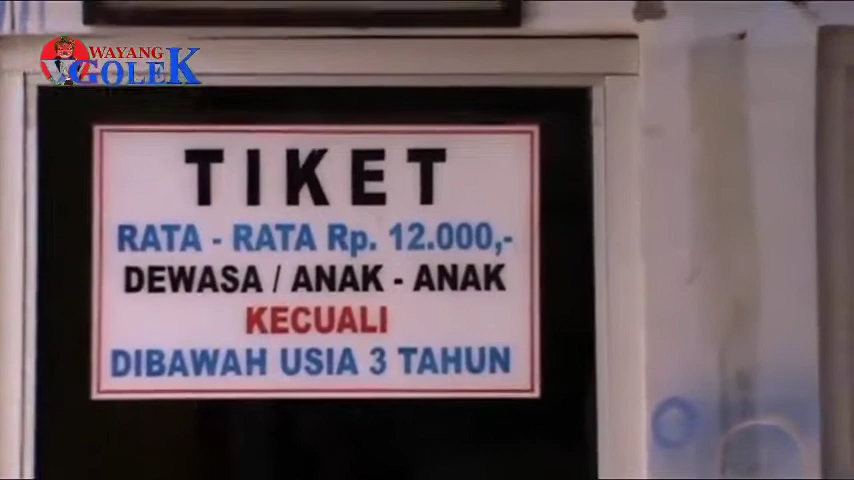 WAYANG
GOLEK
TIKET
RATA - RATA Rp. 12.000,-
DEWASA / ANAK - ANAK
KECUALI
DIBAWAH USIA 3 TAHUN